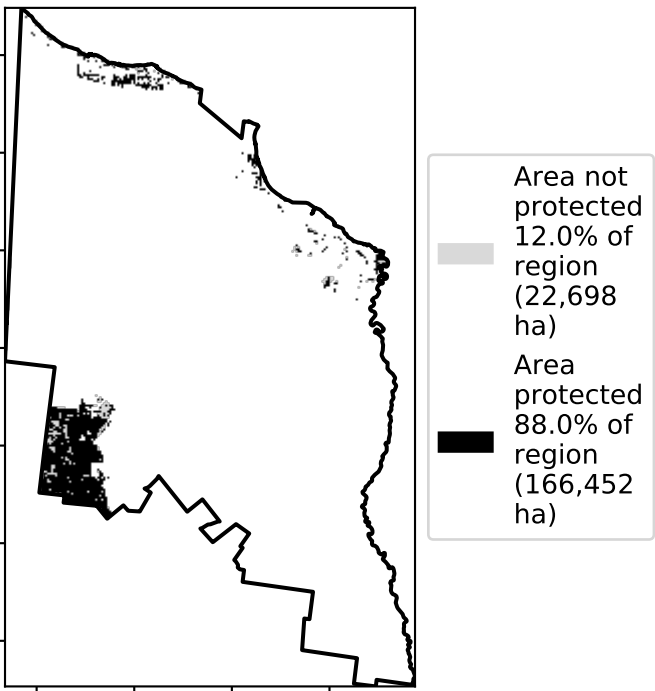 Area not
protected
12.0% of
region
(22,698
ha)
Area
protected
88.0% of
region
(166,452
ha)